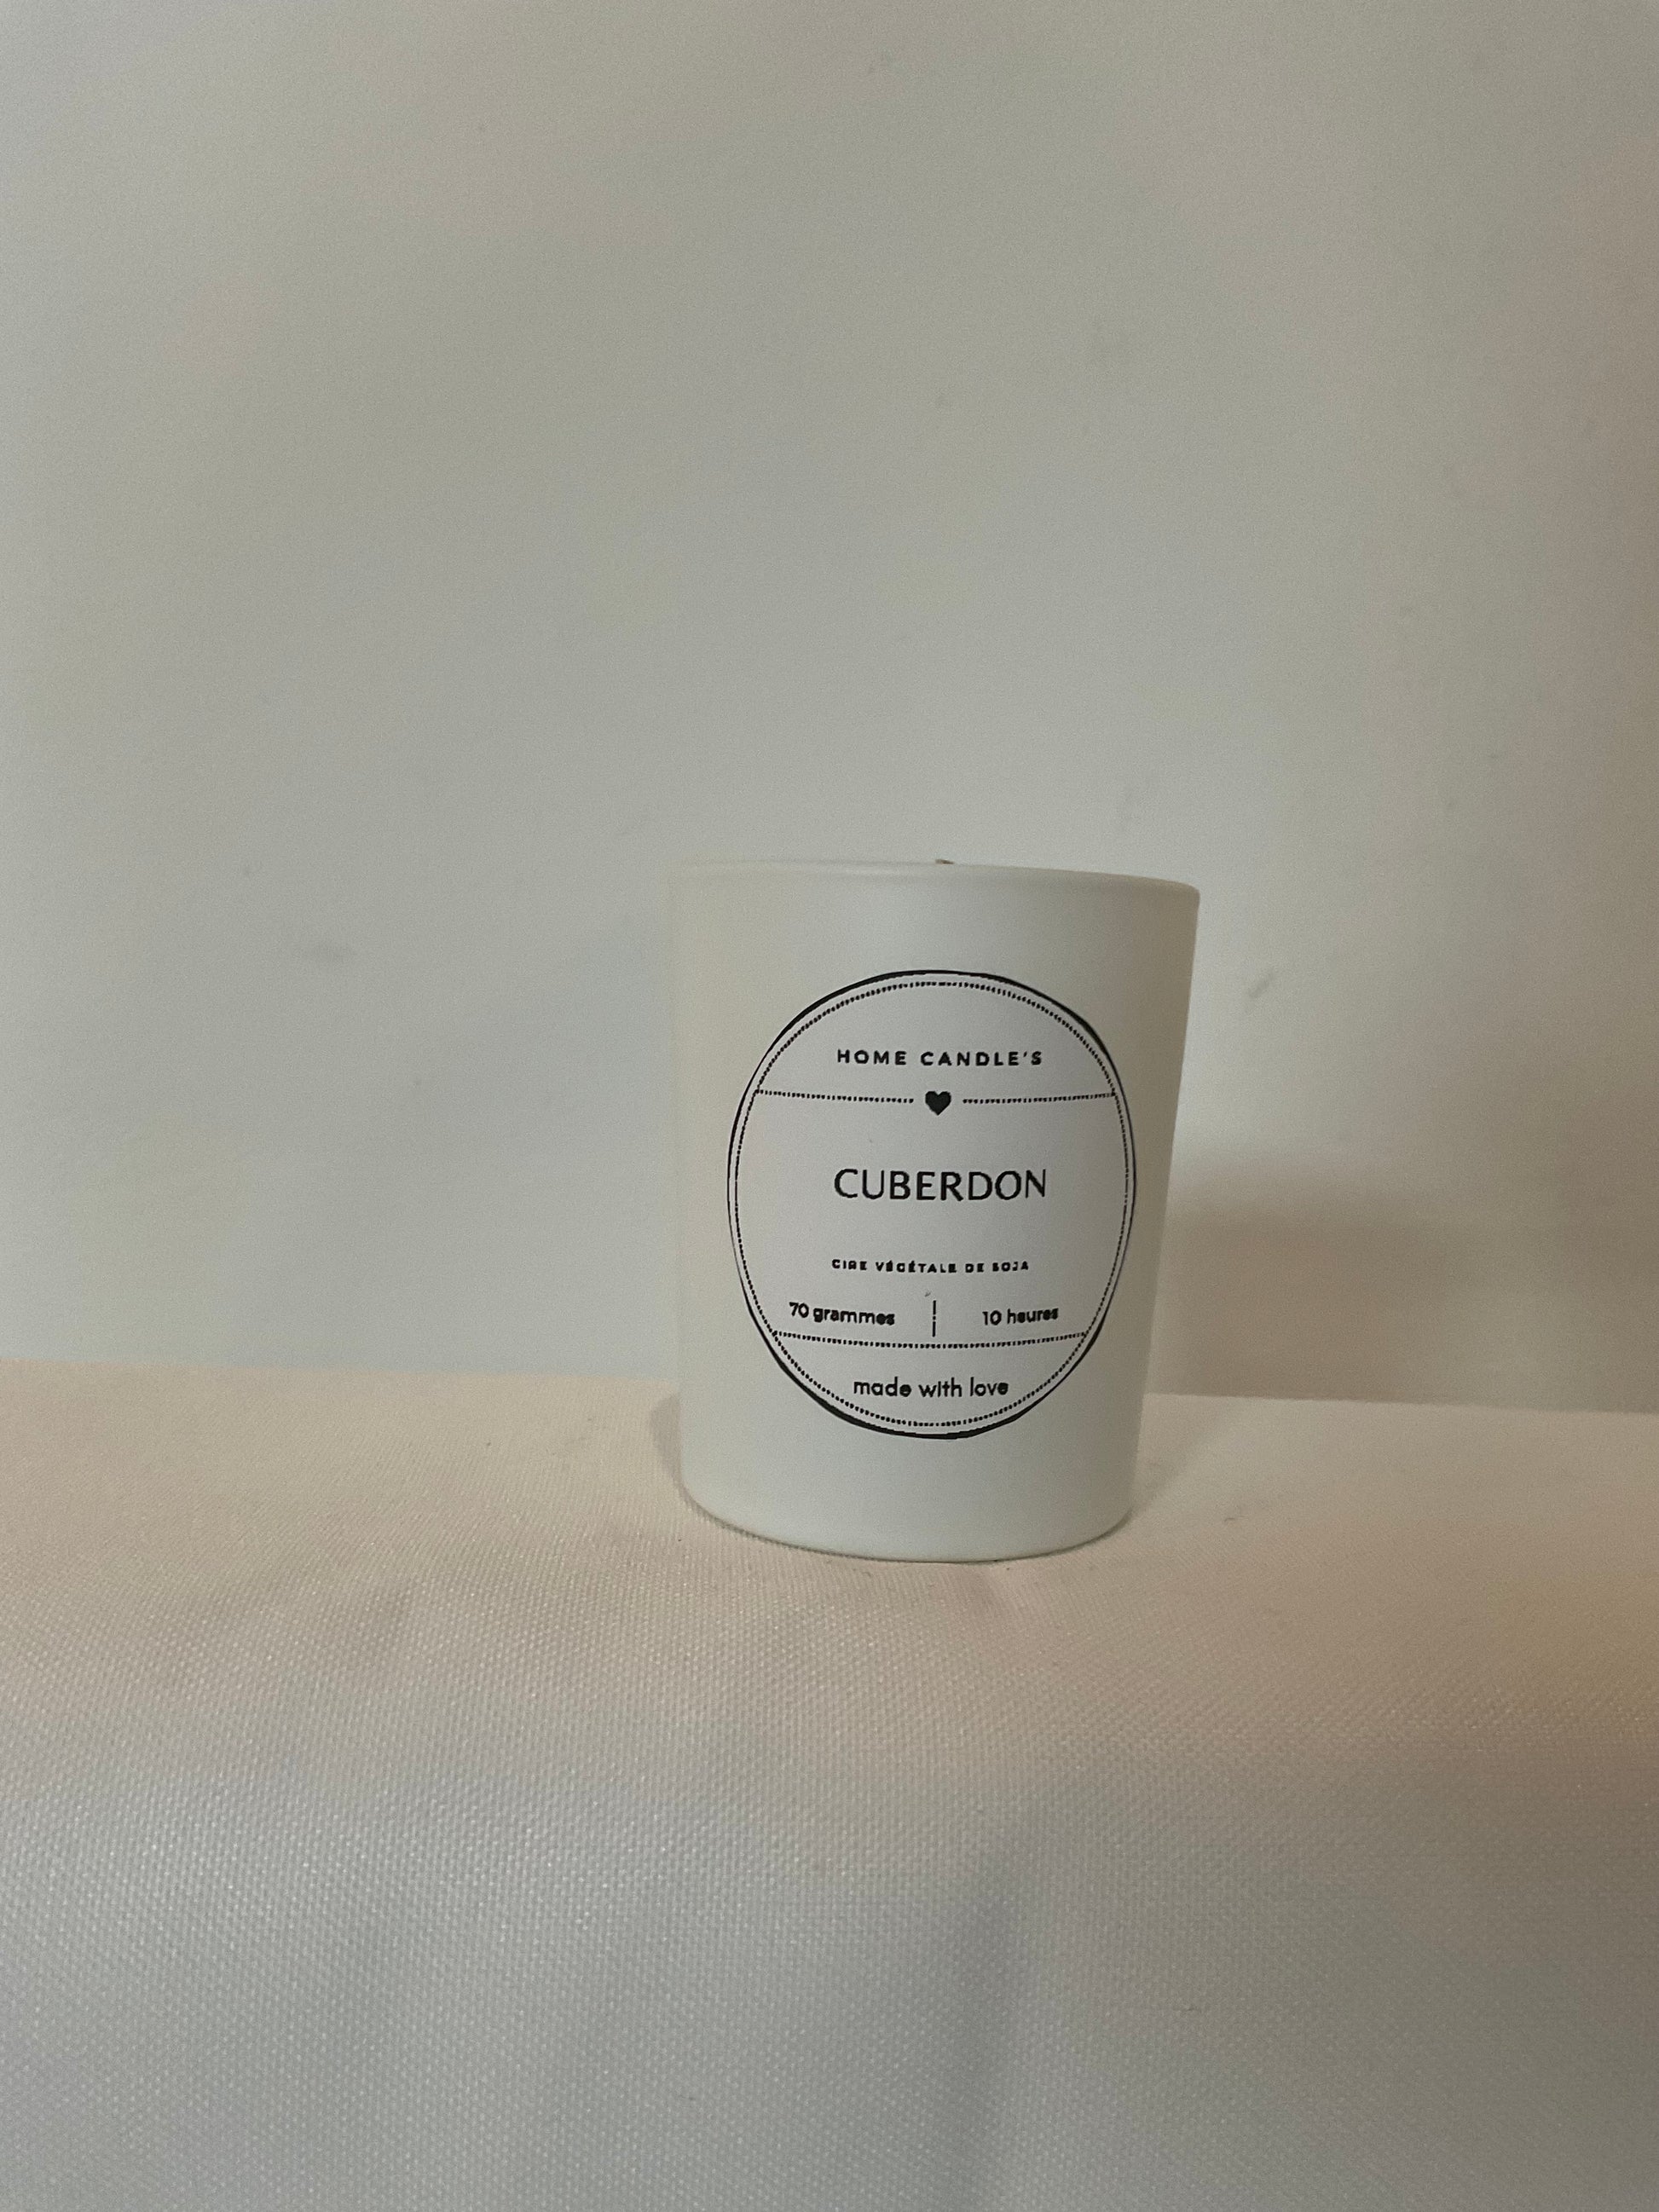 HOME CANDLE'S
CUBERDON
CIRE VÉGÉTALE DE SOJA
70 grammes | 10 heures
made with love